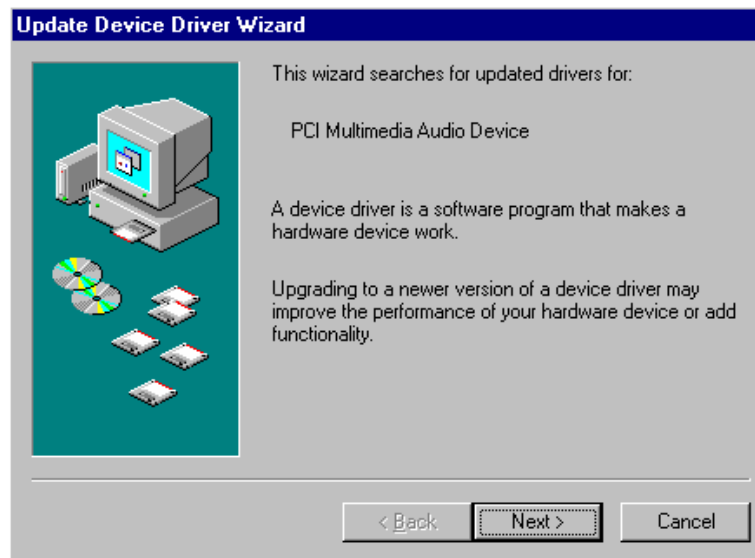 Update Device Driver Wizard
This wizard searches for updated drivers for:
PCI Multimedia Audio Device
A device driver is a software program that makes a
hardware device work.
Upgrading to a newer version of a device driver may
improve the performance of your hardware device or add
functionality.
< Back Next > Cancel